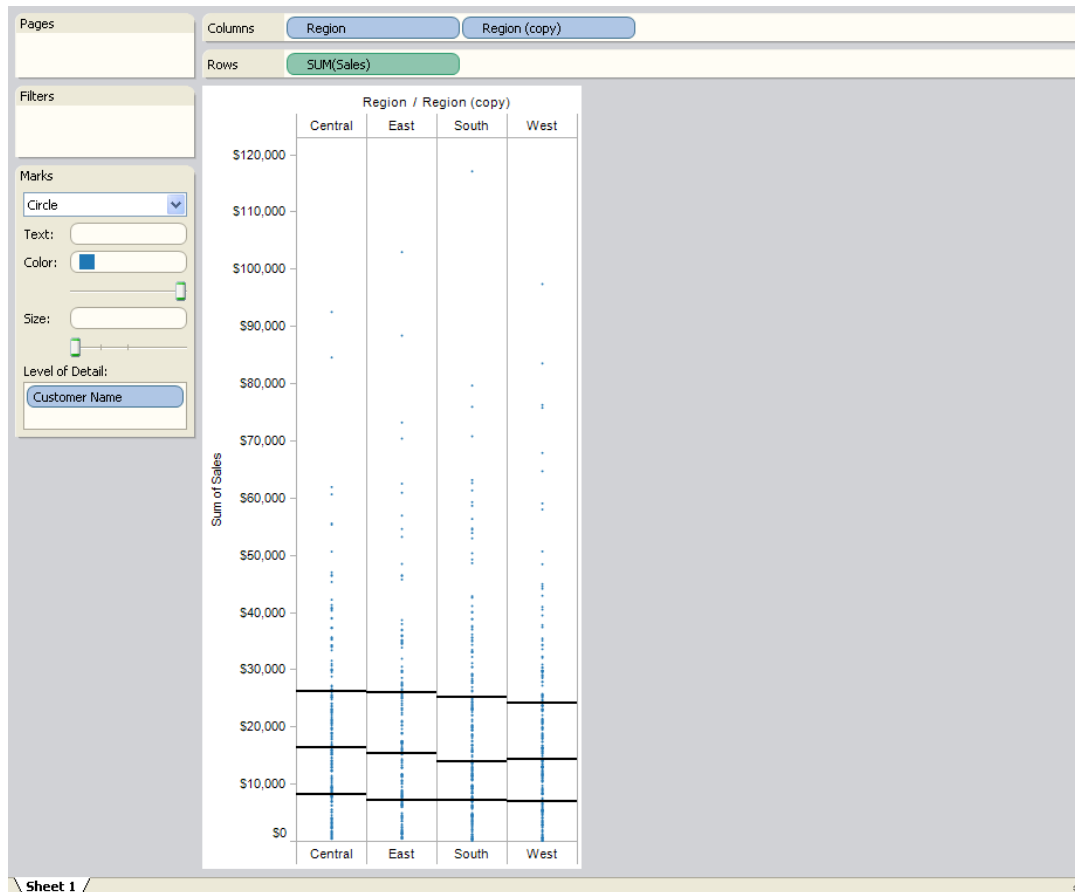 Pages
Columns Region Region (copy)
Rows SUM(Sales)
Filters
Marks
Circle
Text:
Color:
Size:
Level of Detail:
Customer Name
Region / Region (copy)
Central East South West
$120,000
$110,000
$100,000
$90,000
$80,000
$70,000
$60,000
$50,000
$40,000
$30,000
$20,000
$10,000
$0
Sum of Sales
Central East South West
Sheet 1